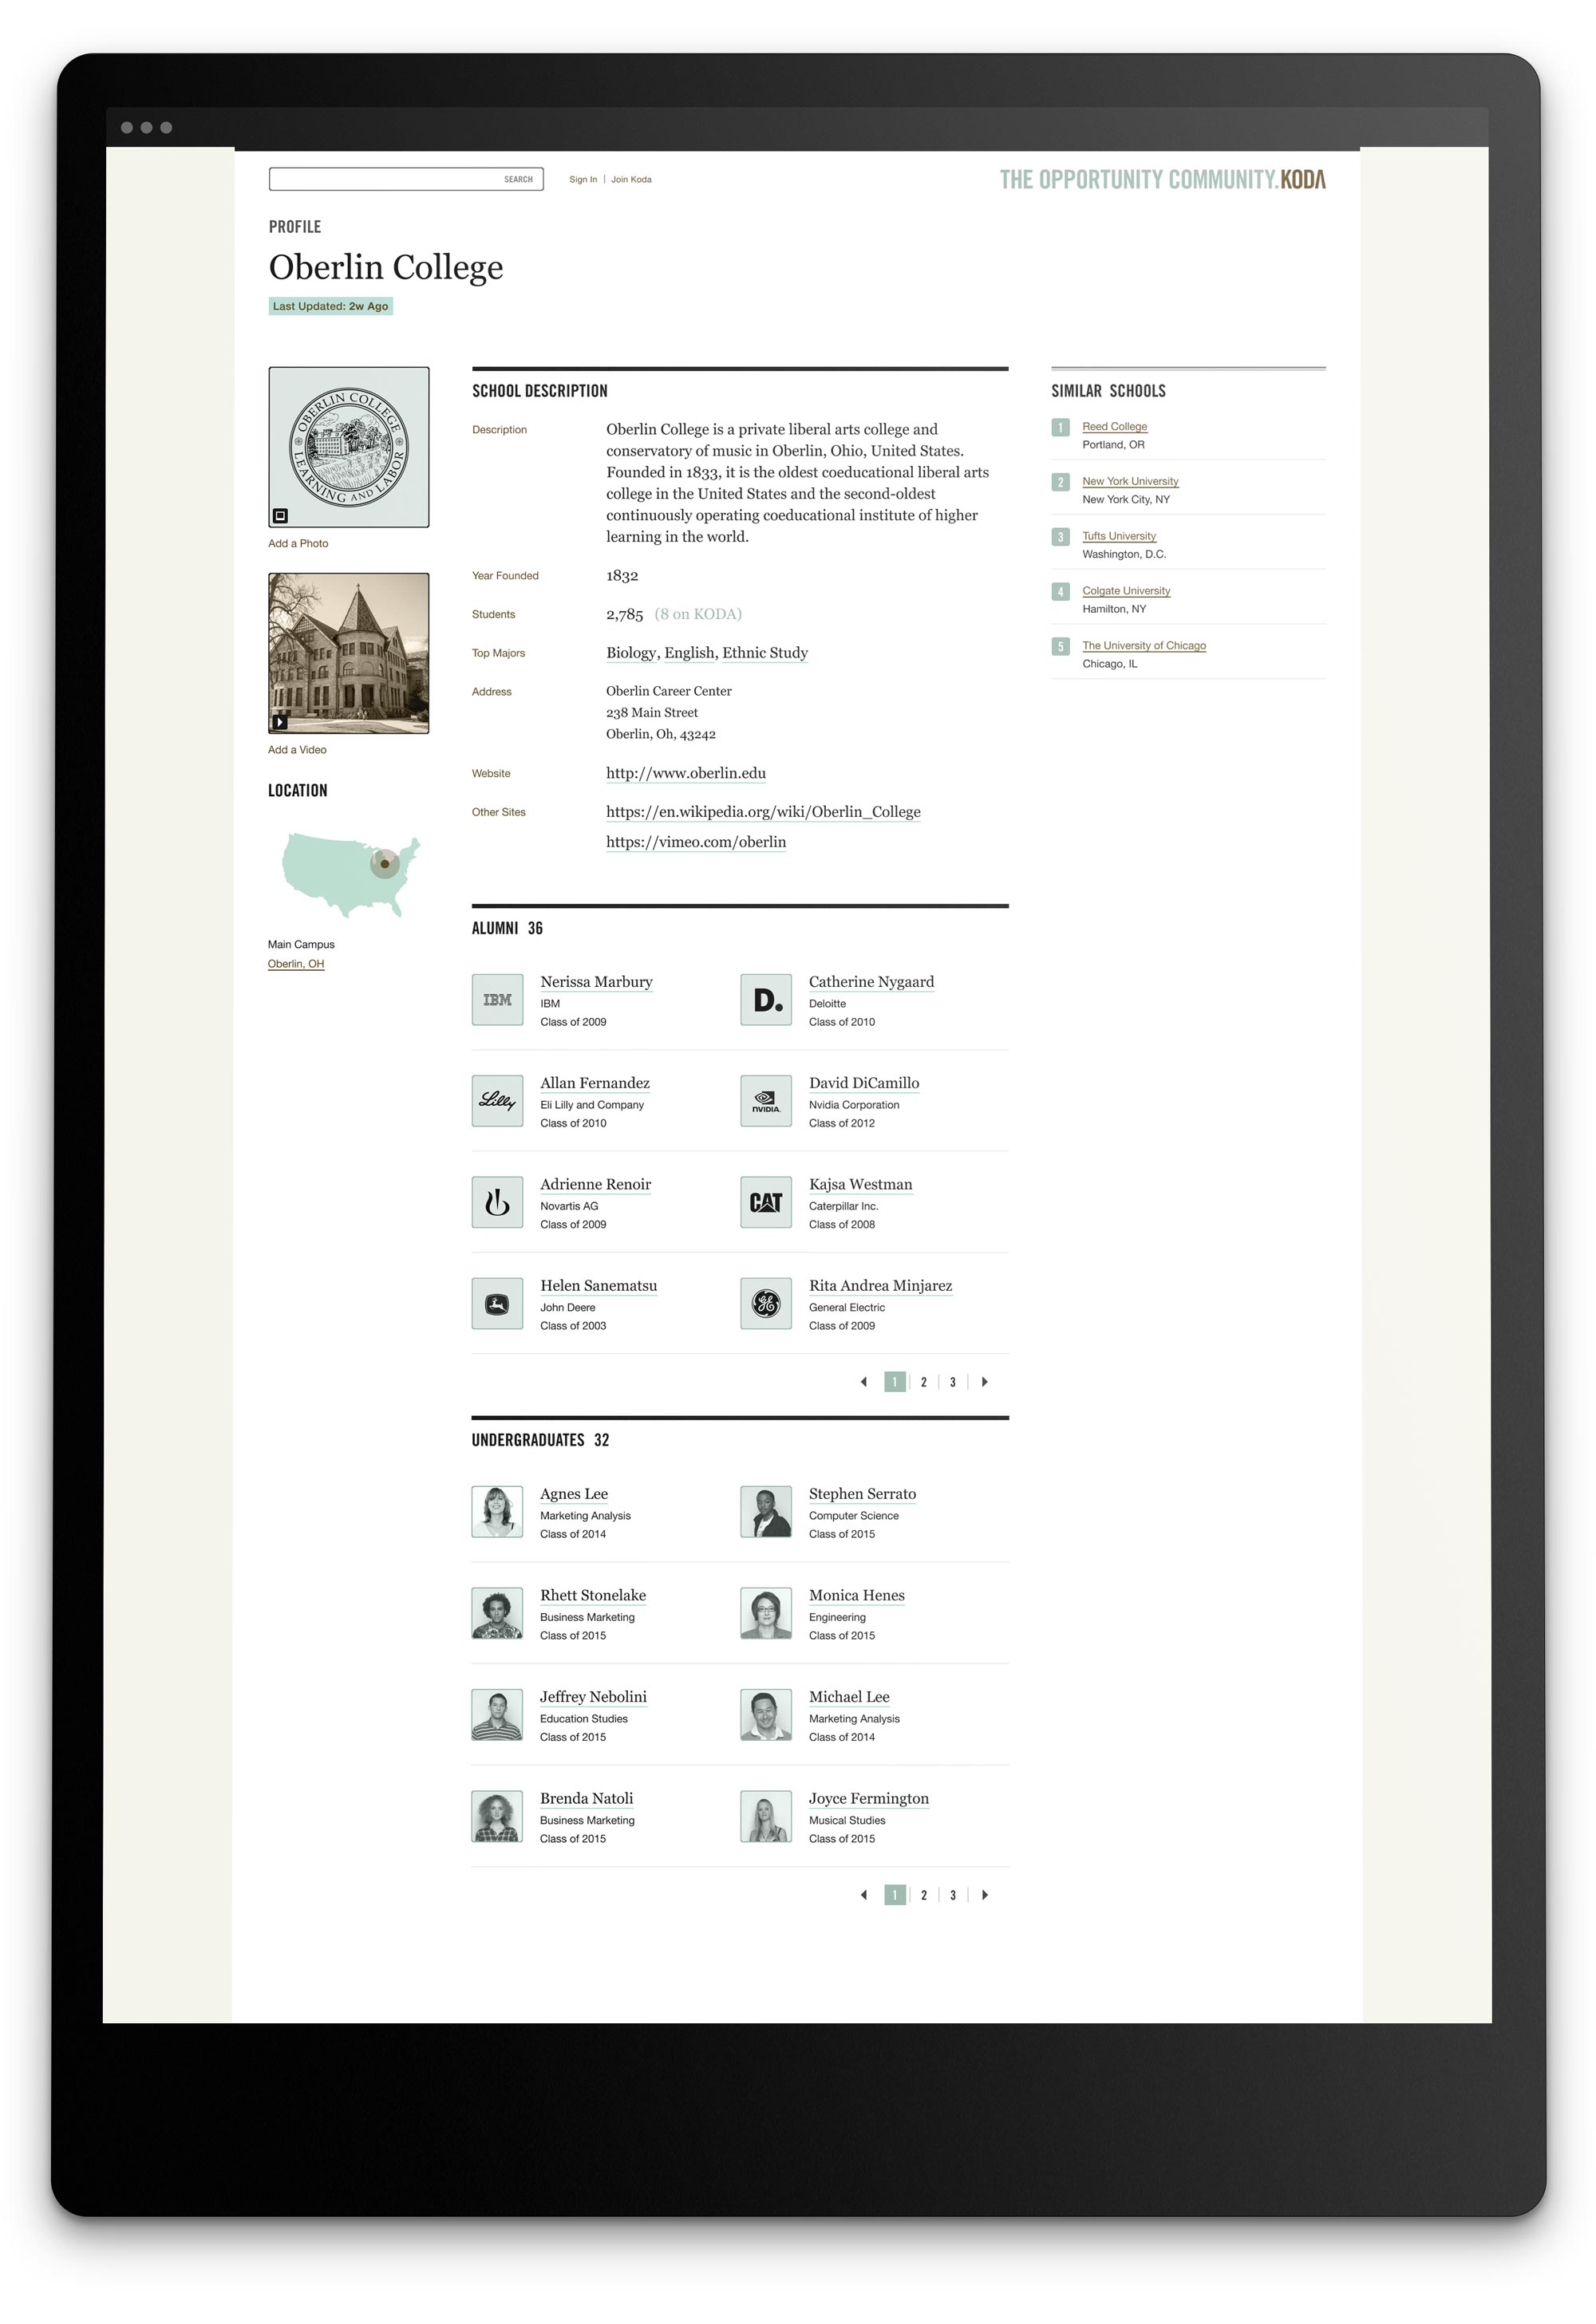 SEARCH
Sign In | Join Koda
THE OPPORTUNITY COMMUNITY.KODA
PROFILE
Oberlin College
Last Updated: 2w Ago
OBERLIN COLLEGE
LEARNING AND LABOR
Add a Photo
Add a Video
LOCATION
Main Campus
Oberlin, OH
SCHOOL DESCRIPTION
Description
Oberlin College is a private liberal arts college and
conservatory of music in Oberlin, Ohio, United States.
Founded in 1833, it is the oldest coeducational liberal arts
college in the United States and the second-oldest
continuously operating coeducational institute of higher
learning in the world.
Year Founded
1832
Students
2,785 (8 on KODA)
Top Majors
Biology, English, Ethnic Study
Address
Oberlin Career Center
238 Main Street
Oberlin, Oh, 43242
Website
http://www.oberlin.edu
Other Sites
https://en.wikipedia.org/wiki/Oberlin_College
https://vimeo.com/oberlin
SIMILAR SCHOOLS
1 Reed College
Portland, OR
2 New York University
New York City, NY
3 Tufts University
Washington, D.C.
4 Colgate University
Hamilton, NY
5 The University of Chicago
Chicago, IL
ALUMNI 36
IBM
Nerissa Marbury
IBM
Class of 2009
D.
Catherine Nygaard
Deloitte
Class of 2010
Lilly
Allan Fernandez
Eli Lilly and Company
Class of 2010
NVIDIA.
David DiCamillo
Nvidia Corporation
Class of 2012
Adrienne Renoir
Novartis AG
Class of 2009
CAT
Kajsa Westman
Caterpillar Inc.
Class of 2008
Helen Sanematsu
John Deere
Class of 2003
GE
Rita Andrea Minjarez
General Electric
Class of 2009
1 | 2 | 3 |
UNDERGRADUATES 32
Agnes Lee
Marketing Analysis
Class of 2014
Stephen Serrato
Computer Science
Class of 2015
Rhett Stonelake
Business Marketing
Class of 2015
Monica Henes
Engineering
Class of 2015
Jeffrey Nebolini
Education Studies
Class of 2015
Michael Lee
Marketing Analysis
Class of 2014
Brenda Natoli
Business Marketing
Class of 2015
Joyce Fermington
Musical Studies
Class of 2015
1 | 2 | 3 |